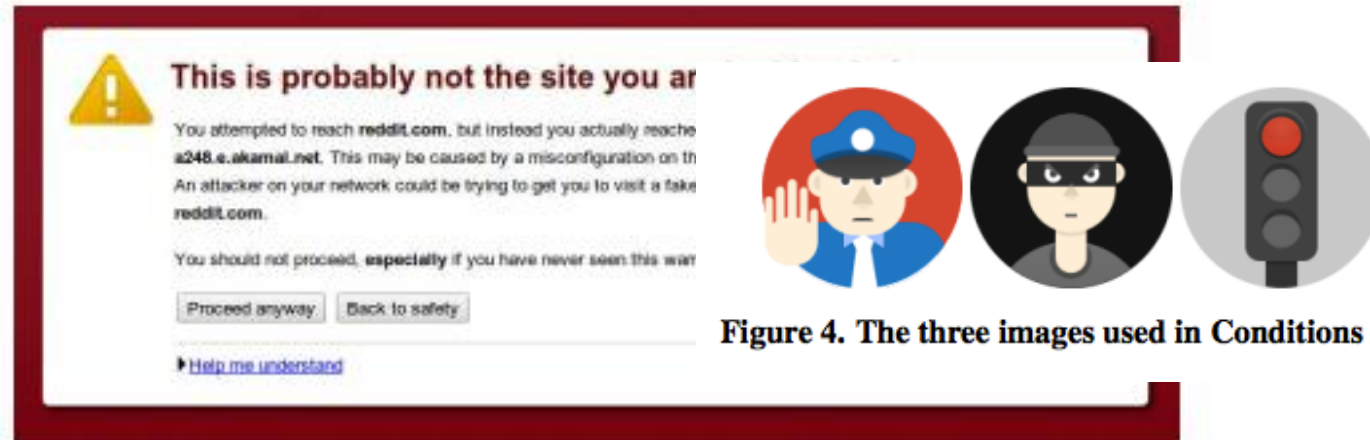 This is probably not the site you ar
You attempted to reach reddit.com, but instead you actually reache
a248.e.akamai.net. This may be caused by a misconfiguration on th
An attacker on your network could be trying to get you to visit a fake
reddit.com.
You should not proceed, especially if you have never seen this war
Proceed anyway Back to safety
Help me understand
Figure 4. The three images used in Conditions